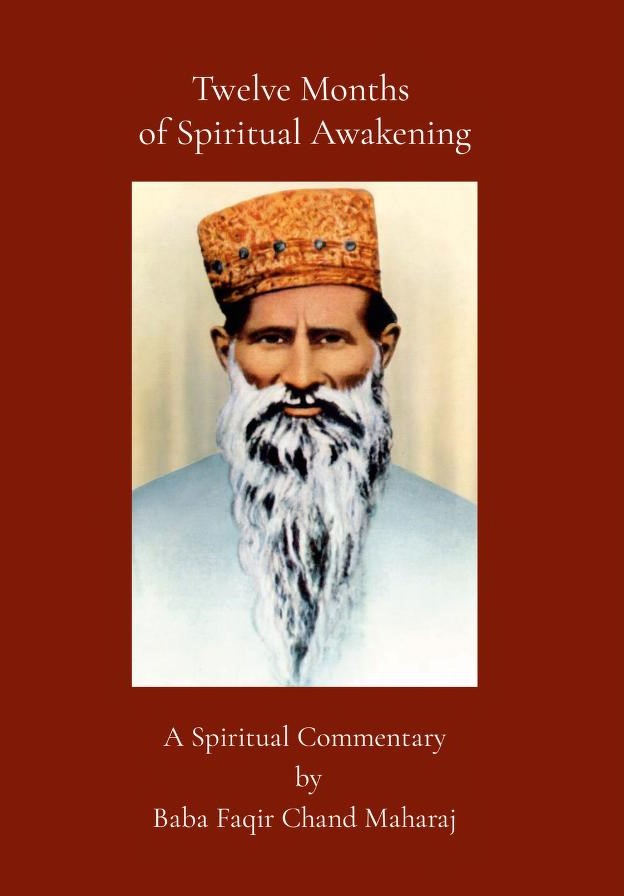 Twelve Months
of Spiritual Awakening
A Spiritual Commentary
by
Baba Faqir Chand Maharaj